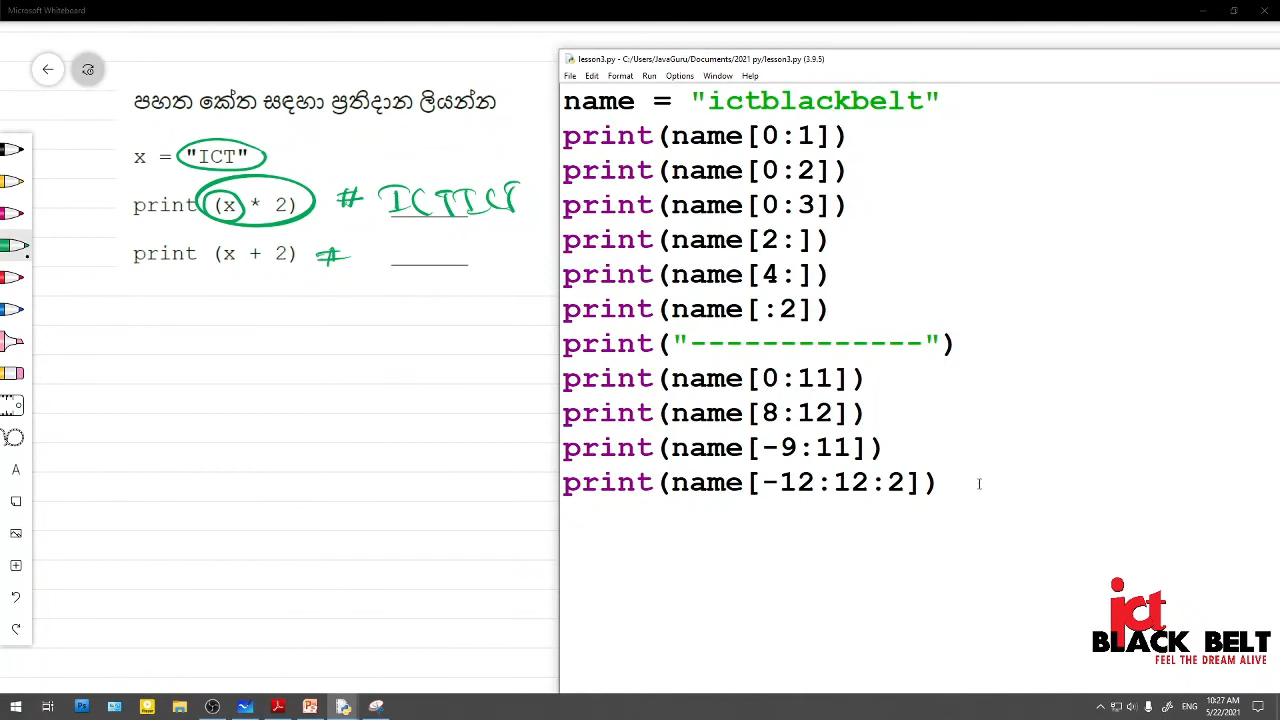 Microsoft Whiteboard
පහත කේත සඳහා ප්‍රතිදාන ලියන්න
x = "ICT"
print (x * 2) # ICTICT
print (x + 2) #
lesson3.py - C:/Users/JavaGuru/Documents/2021 py/lesson3.py (3.9.5)
File Edit Format Run Options Window Help
name = "ictblackbelt"
print(name[0:1])
print(name[0:2])
print(name[0:3])
print(name[2:])
print(name[4:])
print(name[:2])
print("-------------")
print(name[0:11])
print(name[8:12])
print(name[-9:11])
print(name[-12:12:2])
ict
BLACK BELT
FEEL THE DREAM ALIVE
10:27 AM
5/22/2021